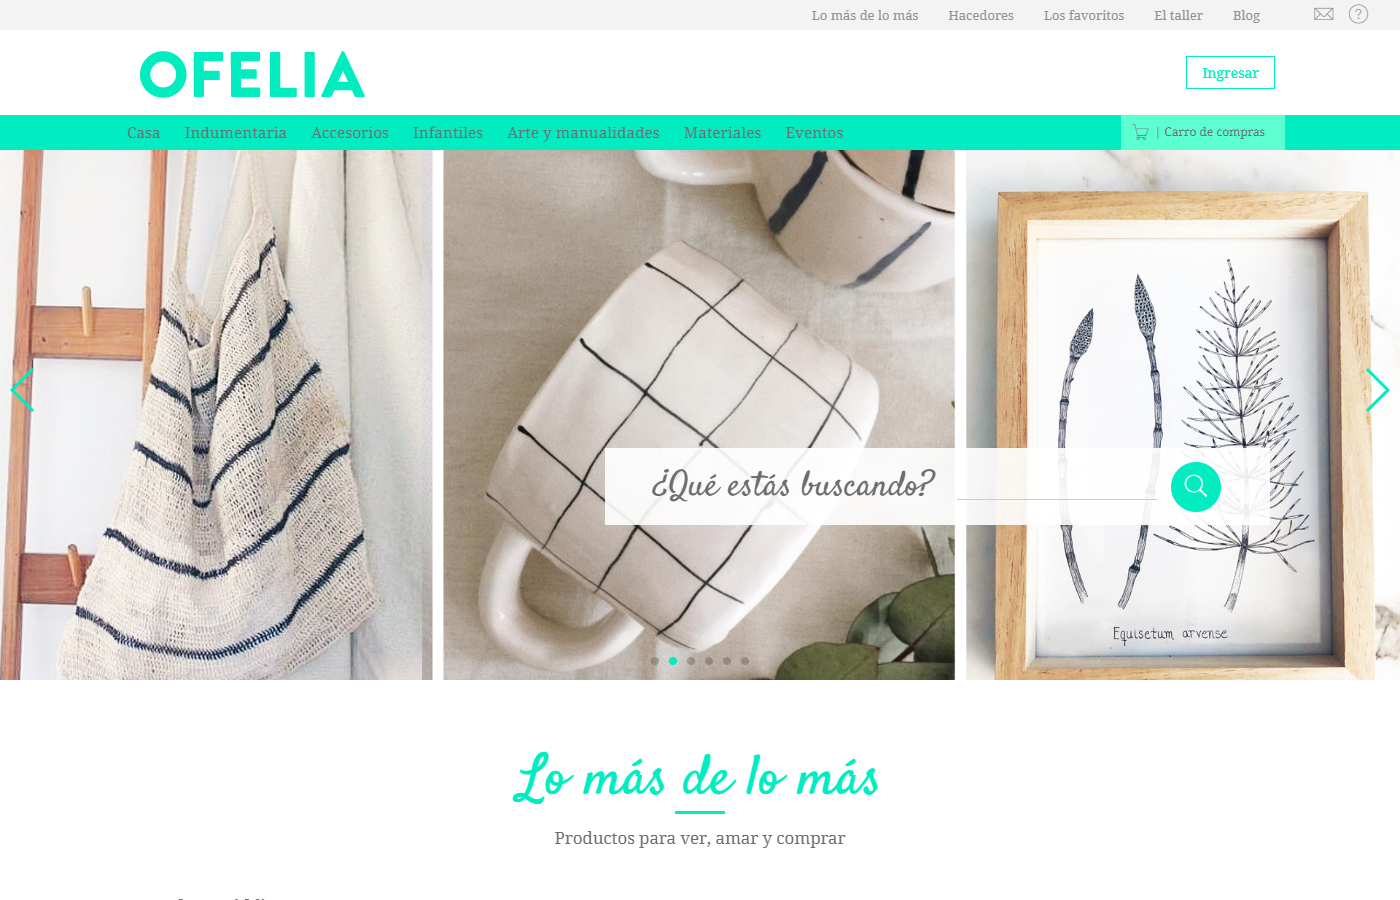 Lo más de lo más Hacedores Los favoritos El taller Blog
OFELIA
Ingresar
Casa Indumentaria Accesorios Infantiles Arte y manualidades Materiales Eventos
| Carro de compras
¿Qué estás buscando?
Equisetum arvense
Lo más de lo más
Productos para ver, amar y comprar